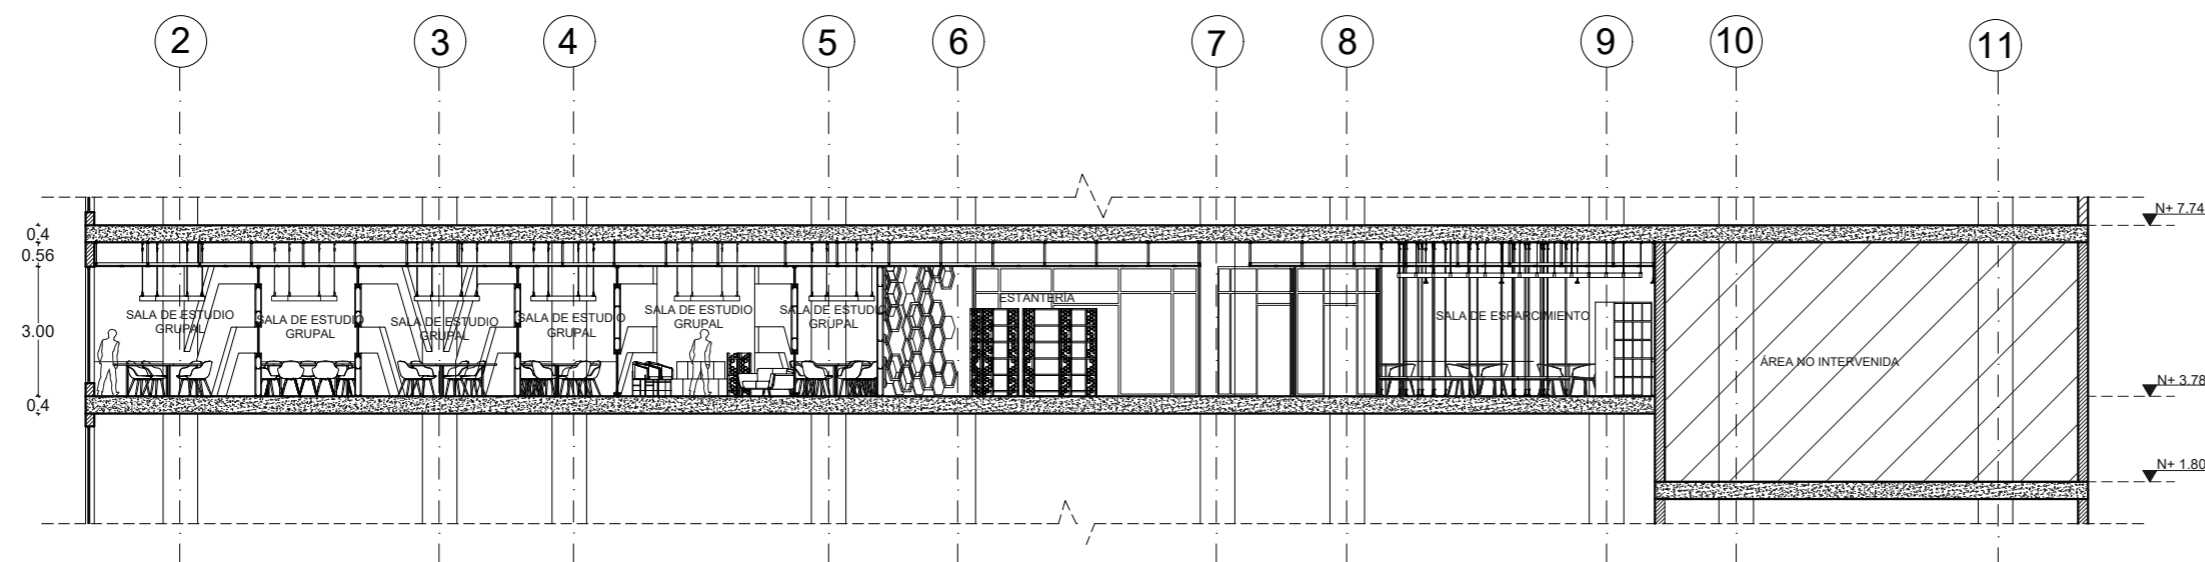 2
3
4
5
6
7
8
9
10
11
N+ 7.74
0.4
0.56
SALA DE ESTUDIO
GRUPAL
SALA DE ESTUDIO
GRUPAL
SALA DE ESTUDIO
GRUPAL
SALA DE ESTUDIO
GRUPAL
SALA DE ESTUDIO
GRUPAL
SALA DE ESTUDIO
GRUPAL
ESTANTERÍA
SALA DE ESPARCIMIENTO
3.00
ÁREA NO INTERVENIDA
N+ 3.78
0.4
N+ 1.80